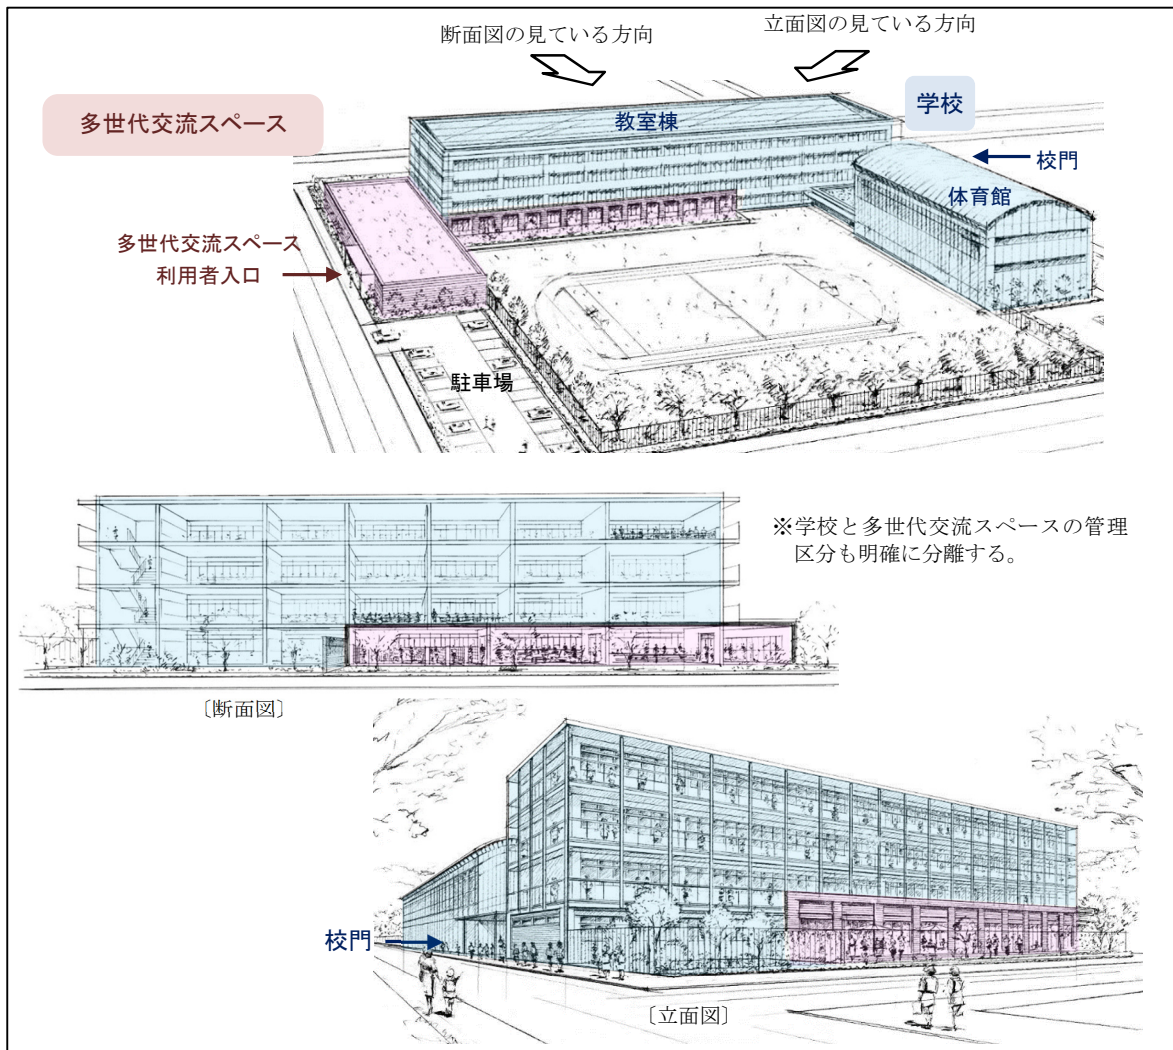 断面図の見ている方向
立面図の見ている方向
多世代交流スペース
教室棟
学校
校門
体育館
多世代交流スペース
利用者入口
駐車場
※学校と多世代交流スペースの管理
区分も明確に分離する。
〔断面図〕
校門
〔立面図〕